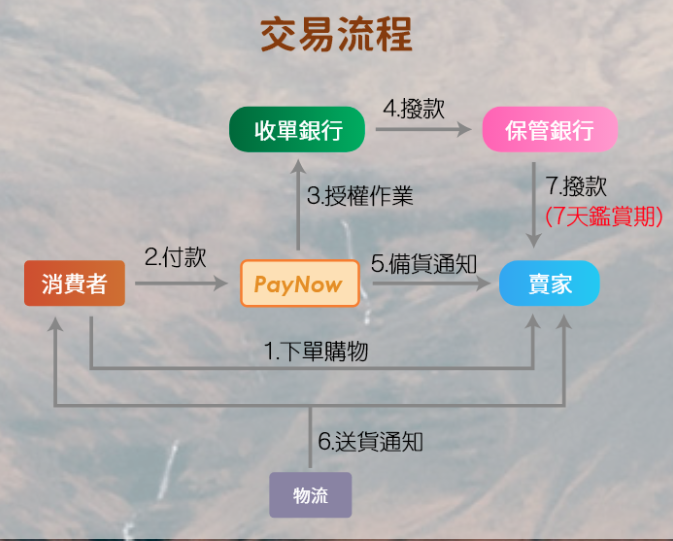 交易流程
收單銀行
4.撥款
保管銀行
3.授權作業
7.撥款
(7天鑑賞期)
消費者
2.付款
PayNow
5.備貨通知
賣家
1.下單購物
6.送貨通知
物流